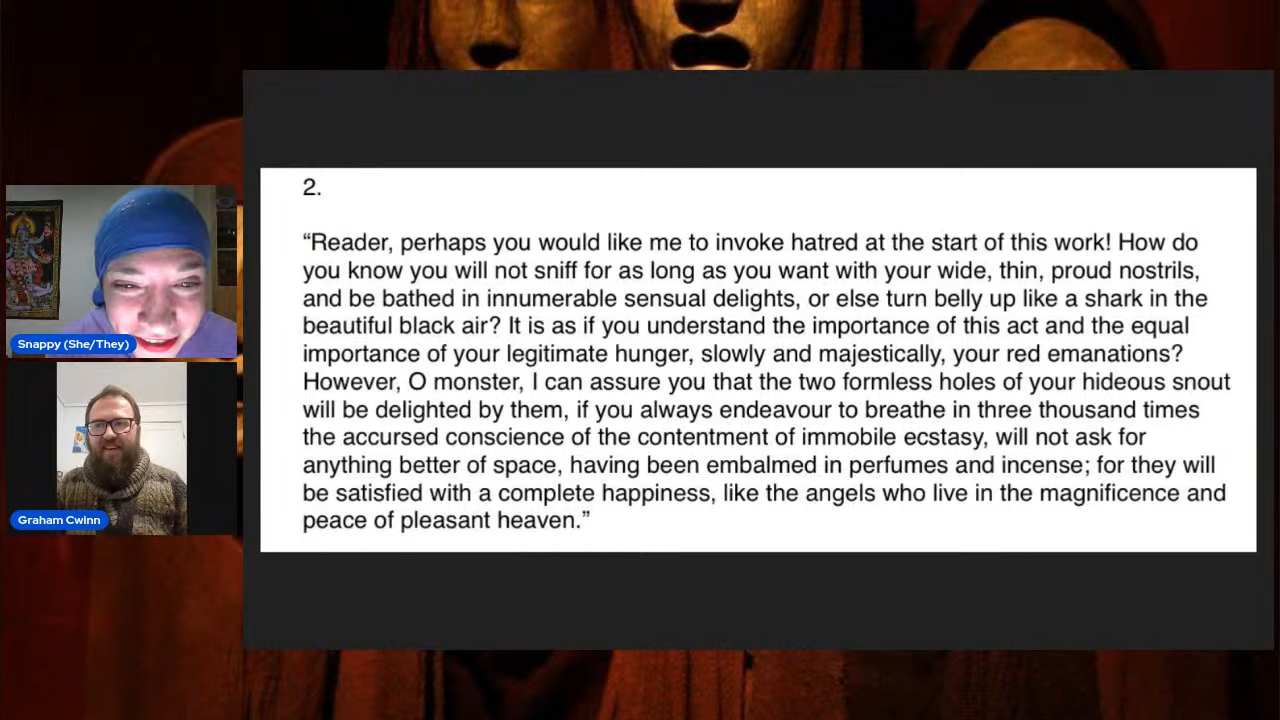 2.
“Reader, perhaps you would like me to invoke hatred at the start of this work! How do
you know you will not sniff for as long as you want with your wide, thin, proud nostrils,
and be bathed in innumerable sensual delights, or else turn belly up like a shark in the
beautiful black air? It is as if you understand the importance of this act and the equal
importance of your legitimate hunger, slowly and majestically, your red emanations?
However, O monster, I can assure you that the two formless holes of your hideous snout
will be delighted by them, if you always endeavour to breathe in three thousand times
the accursed conscience of the contentment of immobile ecstasy, will not ask for
anything better of space, having been embalmed in perfumes and incense; for they will
be satisfied with a complete happiness, like the angels who live in the magnificence and
peace of pleasant heaven.”
Snappy (She/They)
Graham Cwinn